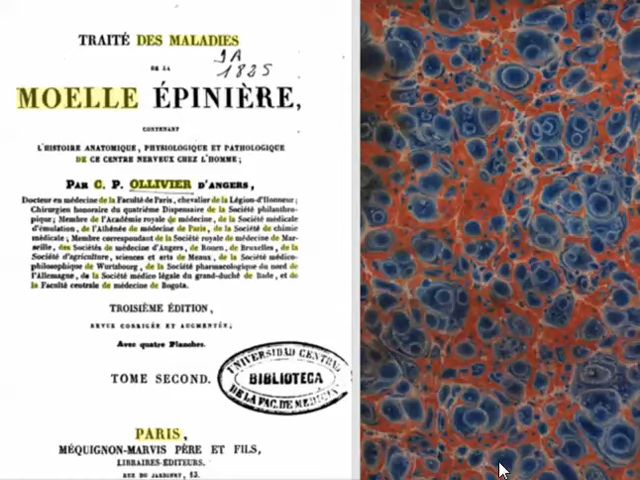 TRAITÉ DES MALADIES
DE LA
MOELLE ÉPINIÈRE,
CONTENANT
L'HISTOIRE ANATOMIQUE, PHYSIOLOGIQUE ET PATHOLOGIQUE
DE CE CENTRE NERVEUX CHEZ L'HOMME;
PAR C. P. OLLIVIER D'ANGERS,
Docteur en médecine de la Faculté de Paris, chevalier de la Légion-d'Honneur;
Chirurgien honoraire du quatrième Dispensaire de la Société philanthro-
pique; Membre de l'Académie royale de médecine, de la Société médicale
d'émulation, de l'Athénée de médecine de Paris, de la Société de chimie
médicale; Membre correspondant de la Société royale de médecine de Mar-
seille, des Sociétés de médecine d'Angers, de Rouen, de Bruxelles, de la
Société d'agriculture, sciences et arts de Meaux, de la Société médico-
philosophique de Wurtzbourg, de la Société pharmacologique du nord de
l'Allemagne, de la Société médico légale du grand-duché de Bade, et de
la Faculté centrale de médecine de Bogota.
TROISIÈME ÉDITION,
REVUE CORRIGÉE ET AUGMENTÉE;
Avec quatre Planches.
TOME SECOND.
UNIVERSIDAD CENTRAL
BIBLIOTECA
DE LA FAC. DE MEDICINA
PARIS,
MÉQUIGNON-MARVIS PÈRE ET FILS,
LIBRAIRES-ÉDITEURS,
RUE DU JARDINET, 13.